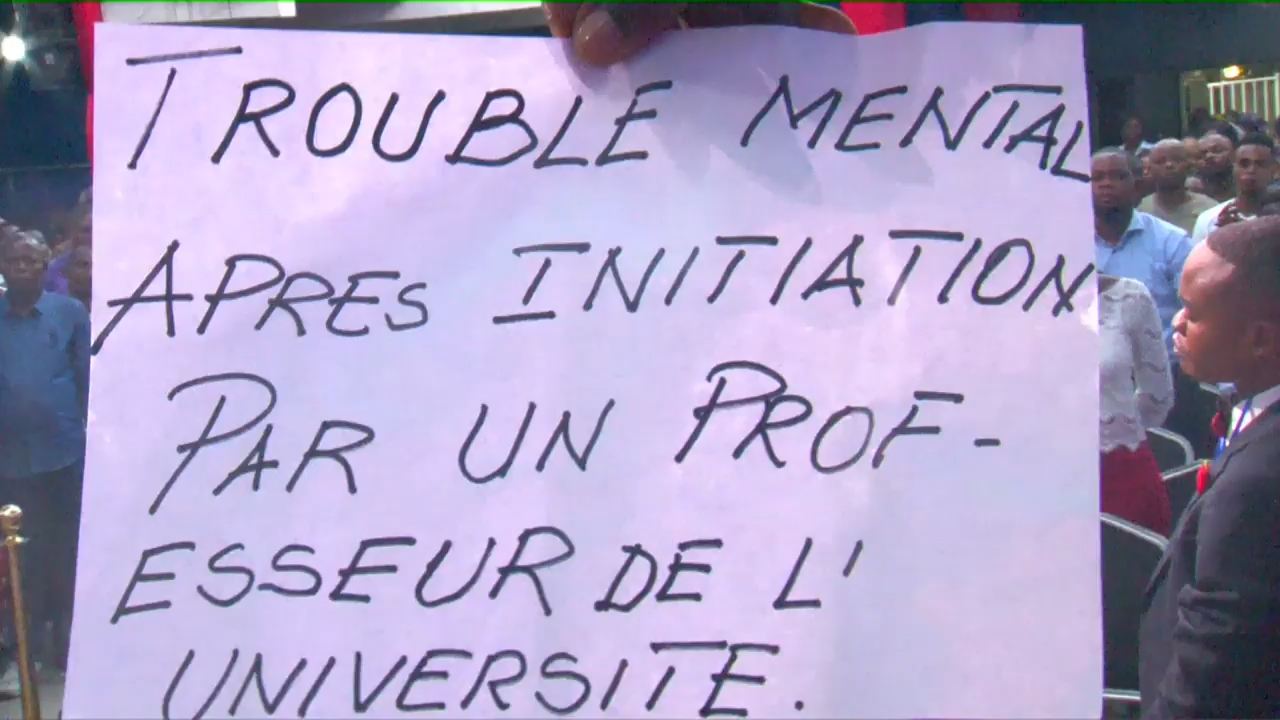 TROUBLE MENTAL
APRES INITIATION
PAR UN PROF-
ESSEUR DE L'
UNIVERSITE.